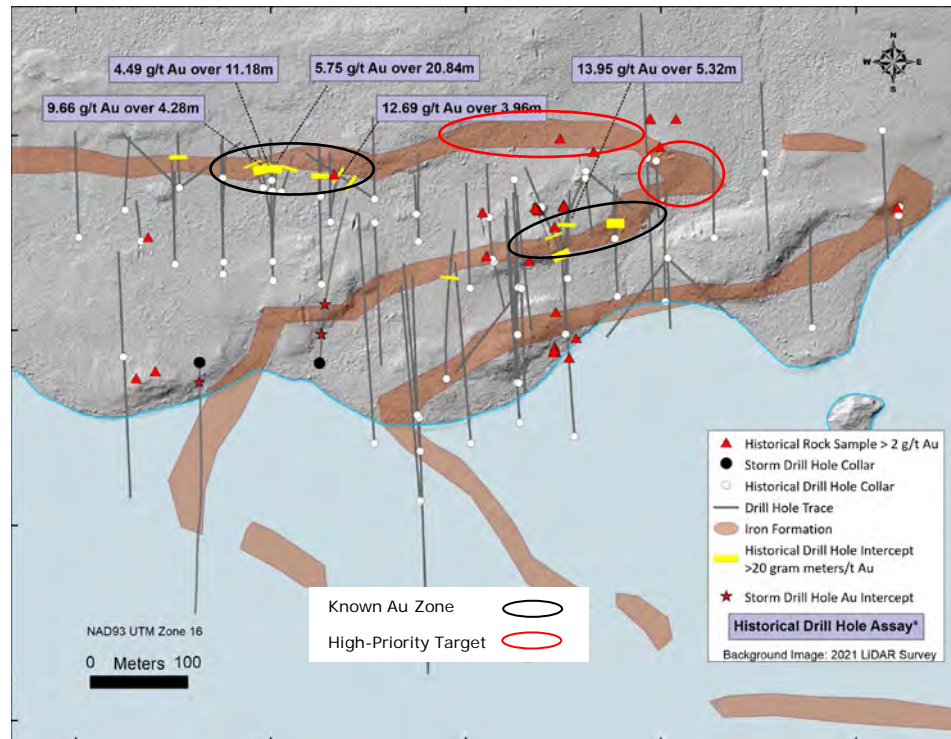 4.49 g/t Au over 11.18m
5.75 g/t Au over 20.84m
13.95 g/t Au over 5.32m
9.66 g/t Au over 4.28m
12.69 g/t Au over 3.96m
N
W
E
S
Historical Rock Sample > 2 g/t Au
Storm Drill Hole Collar
Historical Drill Hole Collar
Drill Hole Trace
Iron Formation
Historical Drill Hole Intercept
>20 gram meters/t Au
Storm Drill Hole Au Intercept
Historical Drill Hole Assay*
Background Image: 2021 LiDAR Survey
Known Au Zone
High-Priority Target
NAD93 UTM Zone 16
0 Meters 100